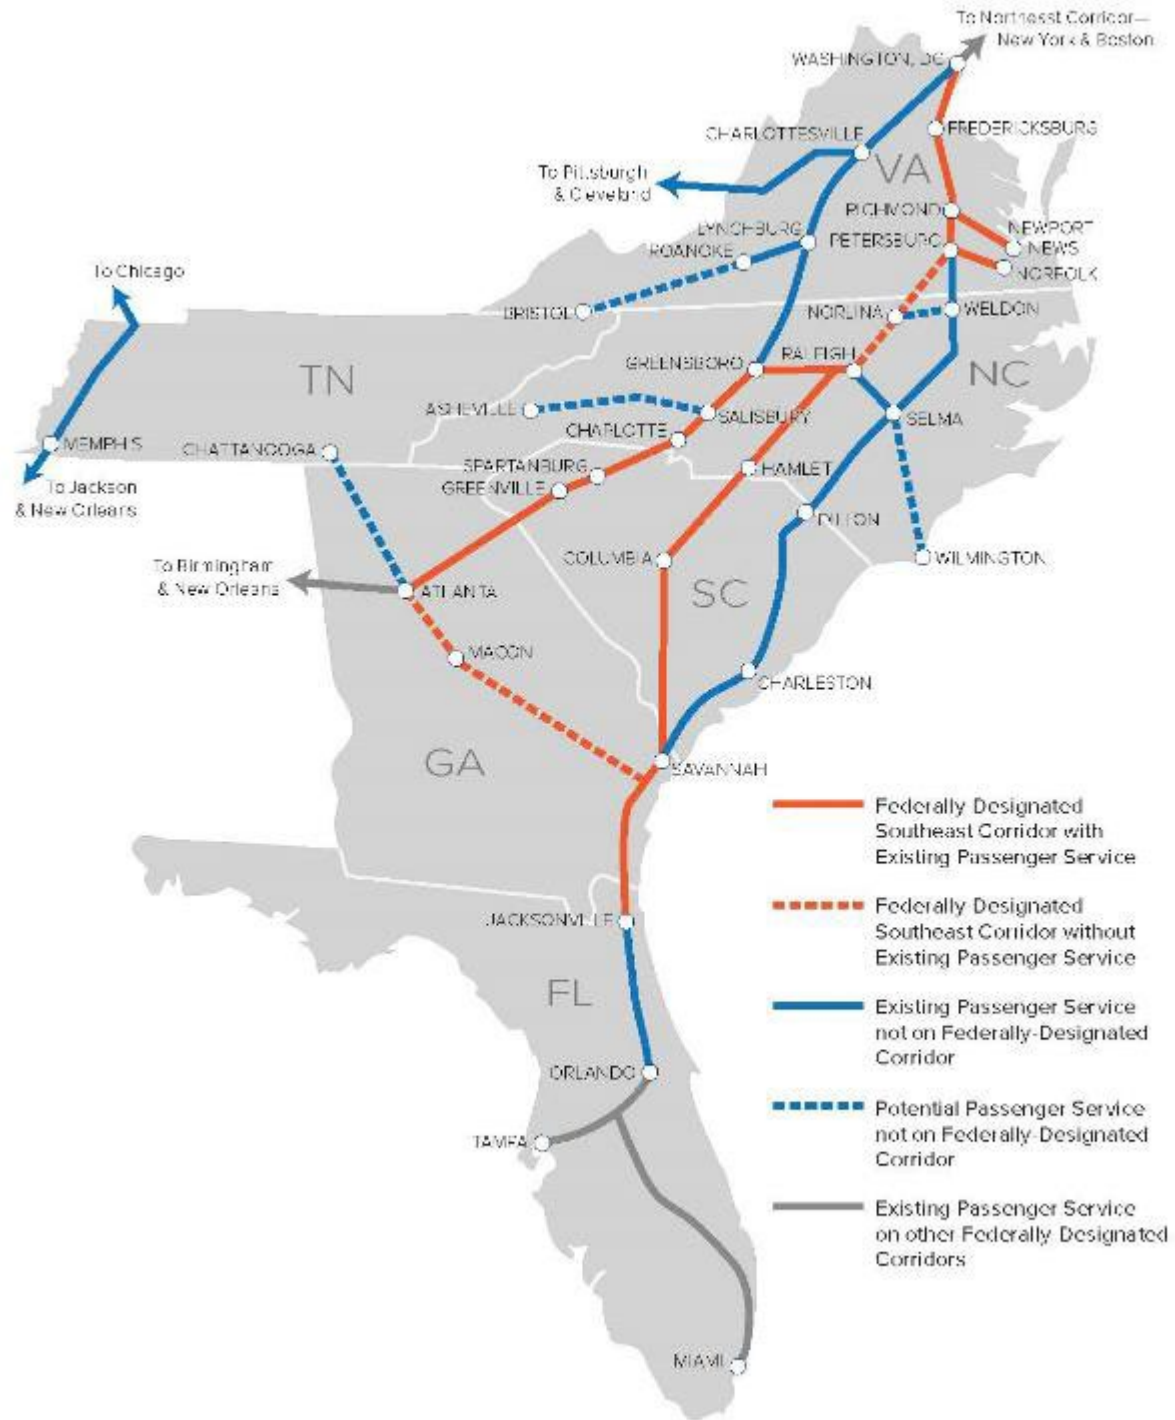 To Northeast Corridor—
New York & Boston
WASHINGTON, DC
FREDERICKSBURG
CHARLOTTESVILLE
VA
To Pittsburgh
& Cleveland
RICHMOND
NEWPORT
NEWS
LYNCHBURG
PETERSBURG
ROANOKE
NORFOLK
To Chicago
BRISTOL
NORLINA
WELDON
GREENSBORO
RALEIGH
TN
NC
ASHEVILLE
SALISBURY
SELMA
CHARLOTTE
MEMPHIS
CHATTANOOGA
SPARTANBURG
HAMLET
GREENVILLE
To Jackson
& New Orleans
DILLON
COLUMBIA
WILMINGTON
To Birmingham
& New Orleans
ATLANTA
SC
MACON
CHARLESTON
GA
SAVANNAH
Federally-Designated
Southeast Corridor with
Existing Passenger Service
Federally-Designated
Southeast Corridor without
Existing Passenger Service
JACKSONVILLE
FL
Existing Passenger Service
not on Federally-Designated
Corridor
ORLANDO
Potential Passenger Service
not on Federally-Designated
Corridor
TAMPA
Existing Passenger Service
on other Federally-Designated
Corridors
MIAMI